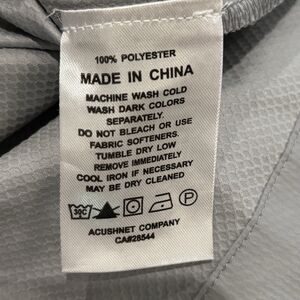 100% POLYESTER
MADE IN CHINA
MACHINE WASH COLD
WASH DARK COLORS
SEPARATELY.
DO NOT BLEACH OR USE
FABRIC SOFTENERS.
TUMBLE DRY LOW
REMOVE IMMEDIATELY
COOL IRON IF NECESSARY
MAY BE DRY CLEANED
30C P
ACUSHNET COMPANY
CA#28544